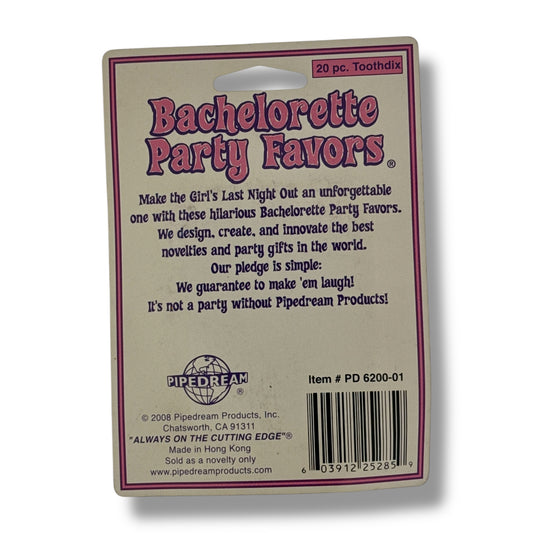 20 pc. Toothdix
Bachelorette
Party Favors®
Make the Girl's Last Night Out an unforgettable
one with these hilarious Bachelorette Party Favors.
We design, create, and innovate the best
novelties and party gifts in the world.
Our pledge is simple:
We guarantee to make 'em laugh!
It's not a party without Pipedream Products!
PIPEDREAM®
© 2008 Pipedream Products, Inc.
Chatsworth, CA 91311
"ALWAYS ON THE CUTTING EDGE"®
Made in Hong Kong
Sold as a novelty only
www.pipedreamproducts.com
Item # PD 6200-01
6 03912 25285 9